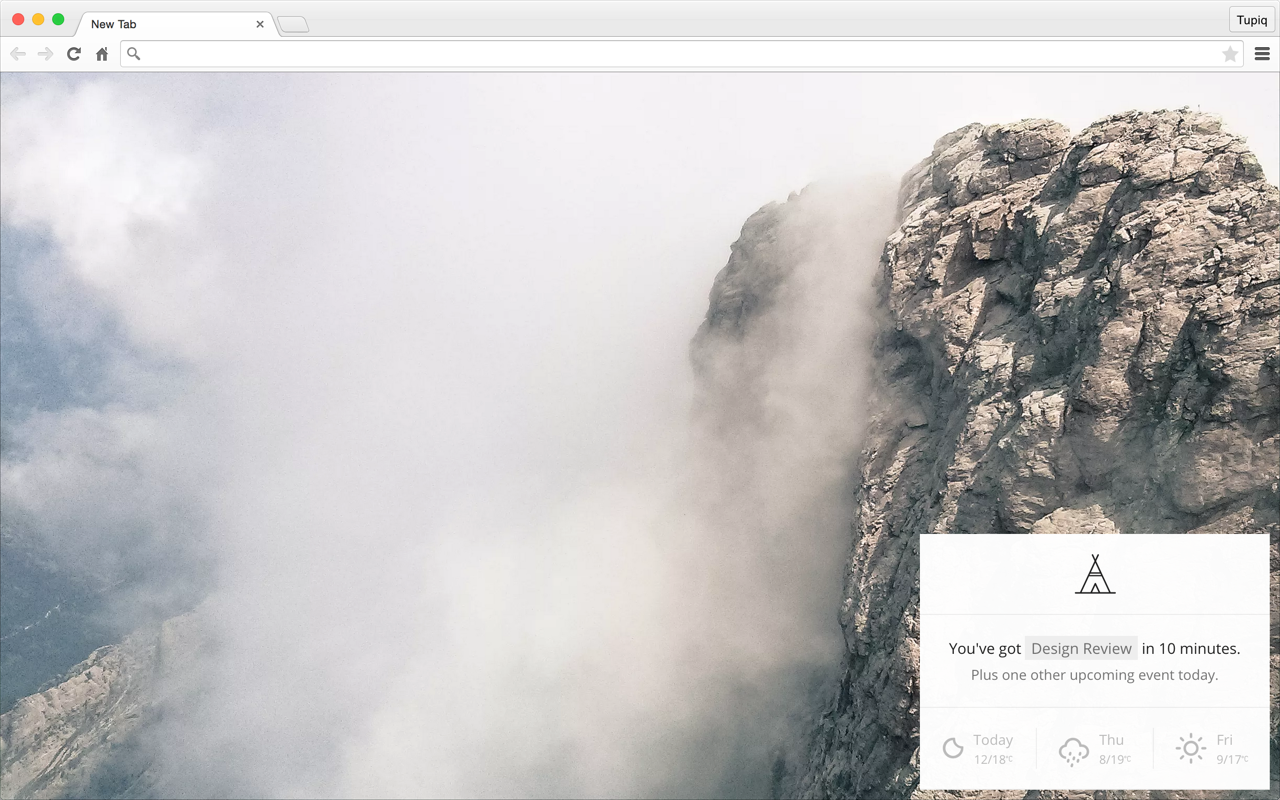 New Tab
Tupiq
You've got Design Review in 10 minutes.
Plus one other upcoming event today.
Today
12/18°C
Thu
8/19°C
Fri
9/17°C